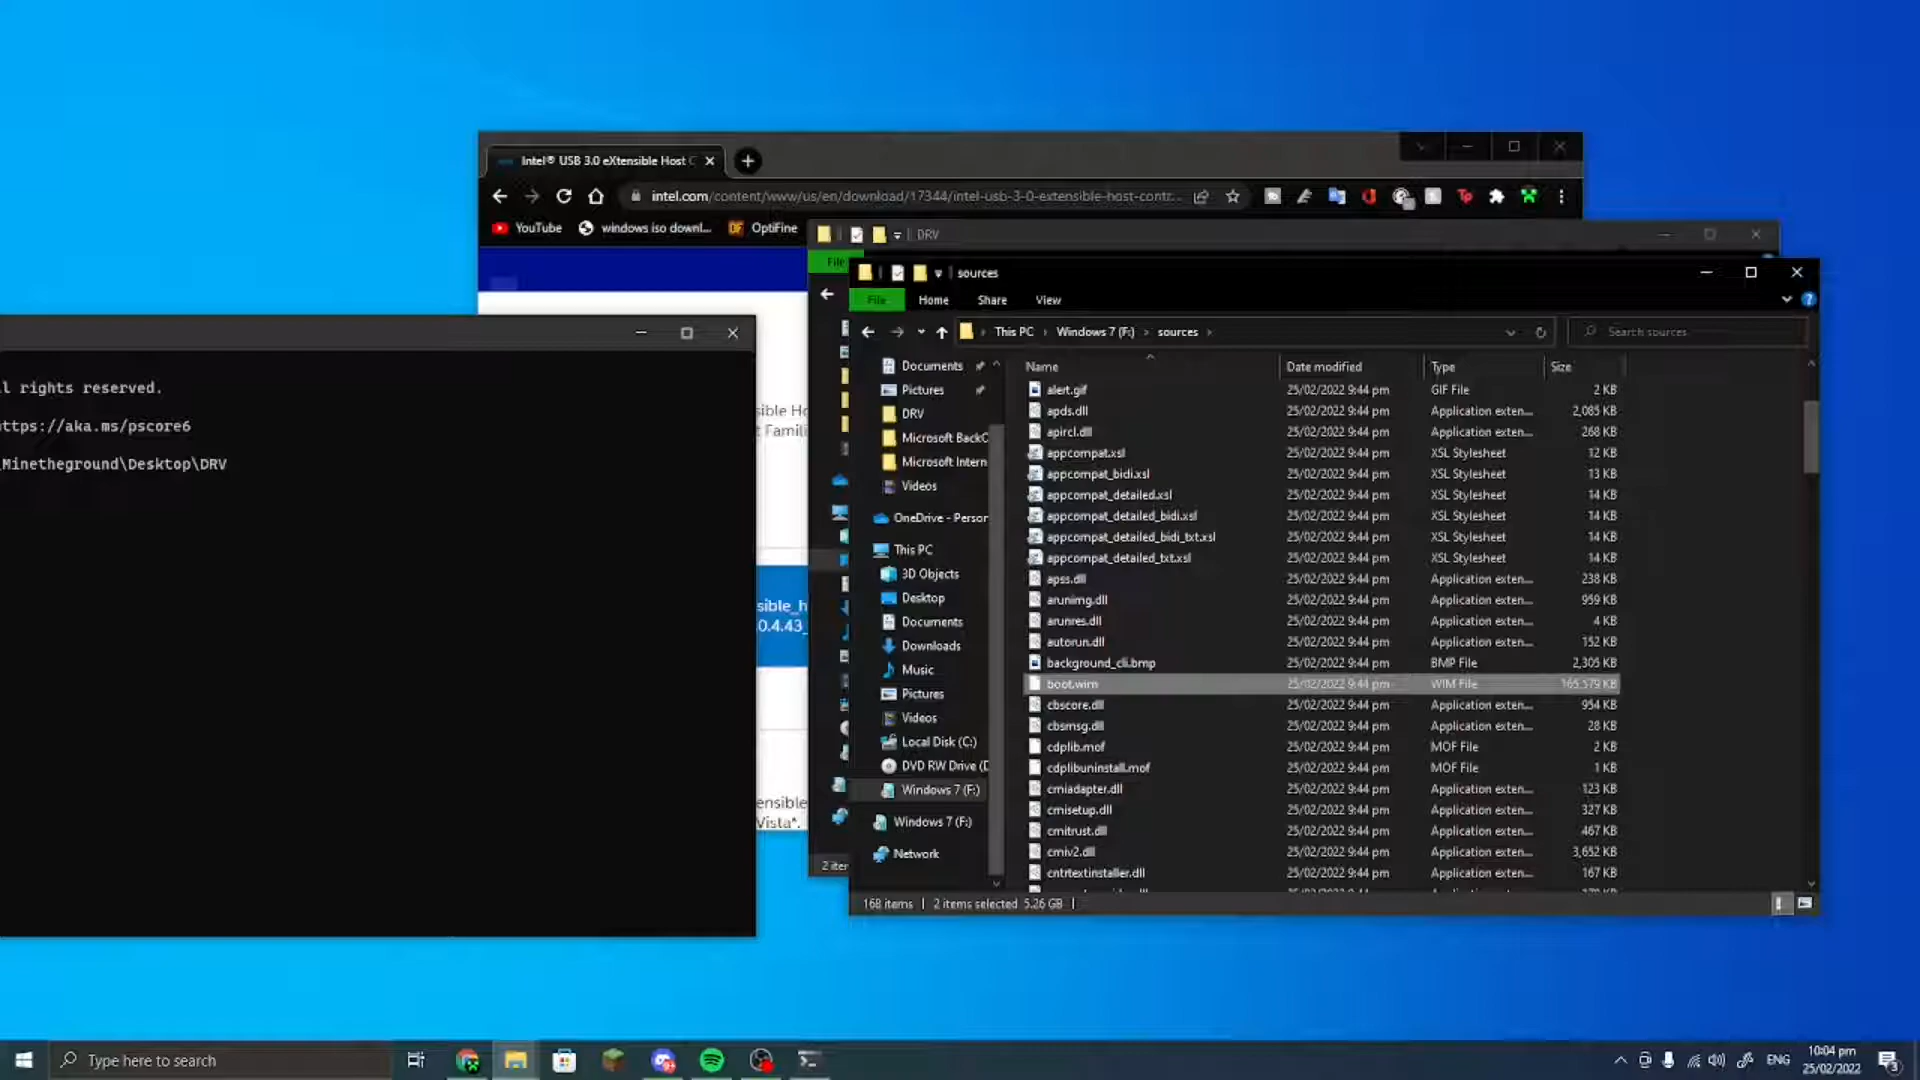 Intel® USB 3.0 eXtensible Host C
intel.com/content/www/us/en/download/17344/intel-usb-3-0-extensible-host-contr...
YouTube
windows iso downl...
OptiFine
DRV
File
sources
File Home Share View
This PC > Windows 7 (F:) > sources >
Search sources
l rights reserved.
ttps://aka.ms/pscore6
\Minetheground\Desktop\DRV
sible Ho
t Famili
sible_h
0.4.43_
ensible
Vista*.
2 iter
Documents
Pictures
DRV
Microsoft BackO
Microsoft Intern
Videos
OneDrive - Person
This PC
3D Objects
Desktop
Documents
Downloads
Music
Pictures
Videos
Local Disk (C:)
DVD RW Drive (D
Windows 7 (F:)
Windows 7 (F:)
Network
Name Date modified Type Size
alert.gif 25/02/2022 9:44 pm GIF File 2 KB
apds.dll 25/02/2022 9:44 pm Application exten... 2,085 KB
apircl.dll 25/02/2022 9:44 pm Application exten... 268 KB
appcompat.xsl 25/02/2022 9:44 pm XSL Stylesheet 12 KB
appcompat_bidi.xsl 25/02/2022 9:44 pm XSL Stylesheet 13 KB
appcompat_detailed.xsl 25/02/2022 9:44 pm XSL Stylesheet 14 KB
appcompat_detailed_bidi.xsl 25/02/2022 9:44 pm XSL Stylesheet 14 KB
appcompat_detailed_bidi_txt.xsl 25/02/2022 9:44 pm XSL Stylesheet 14 KB
appcompat_detailed_txt.xsl 25/02/2022 9:44 pm XSL Stylesheet 14 KB
apss.dll 25/02/2022 9:44 pm Application exten... 238 KB
arunimg.dll 25/02/2022 9:44 pm Application exten... 959 KB
arunres.dll 25/02/2022 9:44 pm Application exten... 4 KB
autorun.dll 25/02/2022 9:44 pm Application exten... 152 KB
background_cli.bmp 25/02/2022 9:44 pm BMP File 2,305 KB
boot.wim 25/02/2022 9:44 pm WIM File 165,579 KB
cbscore.dll 25/02/2022 9:44 pm Application exten... 954 KB
cbsmsg.dll 25/02/2022 9:44 pm Application exten... 28 KB
cdplib.mof 25/02/2022 9:44 pm MOF File 2 KB
cdplibuninstall.mof 25/02/2022 9:44 pm MOF File 1 KB
cmiadapter.dll 25/02/2022 9:44 pm Application exten... 123 KB
cmisetup.dll 25/02/2022 9:44 pm Application exten... 327 KB
cmitrust.dll 25/02/2022 9:44 pm Application exten... 467 KB
cmiv2.dll 25/02/2022 9:44 pm Application exten... 3,652 KB
cntrtextinstaller.dll 25/02/2022 9:44 pm Application exten... 167 KB
168 items 2 items selected 5.26 GB
Type here to search
ENG
10:04 pm
25/02/2022
3